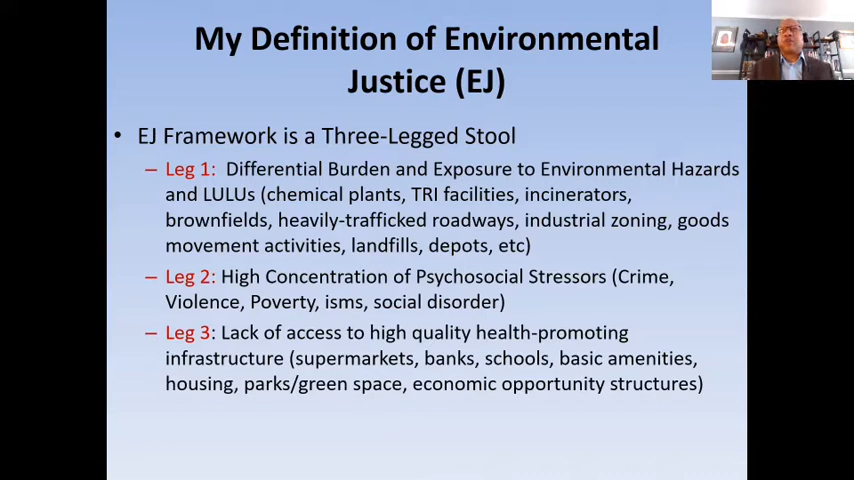 My Definition of Environmental
Justice (EJ)
• EJ Framework is a Three-Legged Stool
– Leg 1: Differential Burden and Exposure to Environmental Hazards
and LULUs (chemical plants, TRI facilities, incinerators,
brownfields, heavily-trafficked roadways, industrial zoning, goods
movement activities, landfills, depots, etc)
– Leg 2: High Concentration of Psychosocial Stressors (Crime,
Violence, Poverty, isms, social disorder)
– Leg 3: Lack of access to high quality health-promoting
infrastructure (supermarkets, banks, schools, basic amenities,
housing, parks/green space, economic opportunity structures)